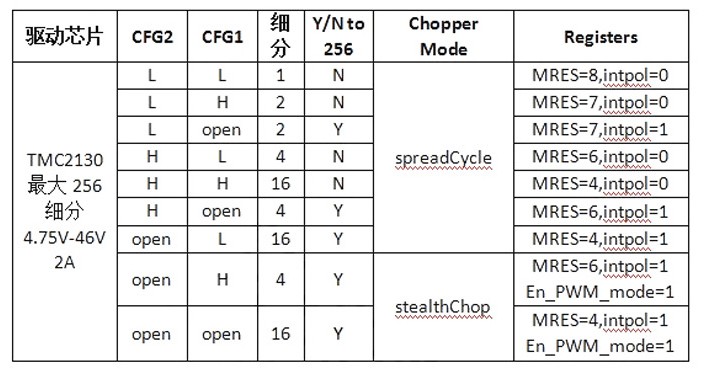 驱动芯片 CFG2 CFG1 细分 Y/N to 256 Chopper Mode Registers
TMC2130
最大 256
细分
4.75V-46V
2A
L L 1 N spreadCycle MRES=8,intpol=0
L H 2 N MRES=7,intpol=0
L open 2 Y MRES=7,intpol=1
H L 4 N MRES=6,intpol=0
H H 16 N MRES=4,intpol=0
H open 4 Y MRES=6,intpol=1
open L 16 Y MRES=4,intpol=1
open H 4 Y stealthChop MRES=6,intpol=1
En_PWM_mode=1
open open 16 Y MRES=4,intpol=1
En_PWM_mode=1